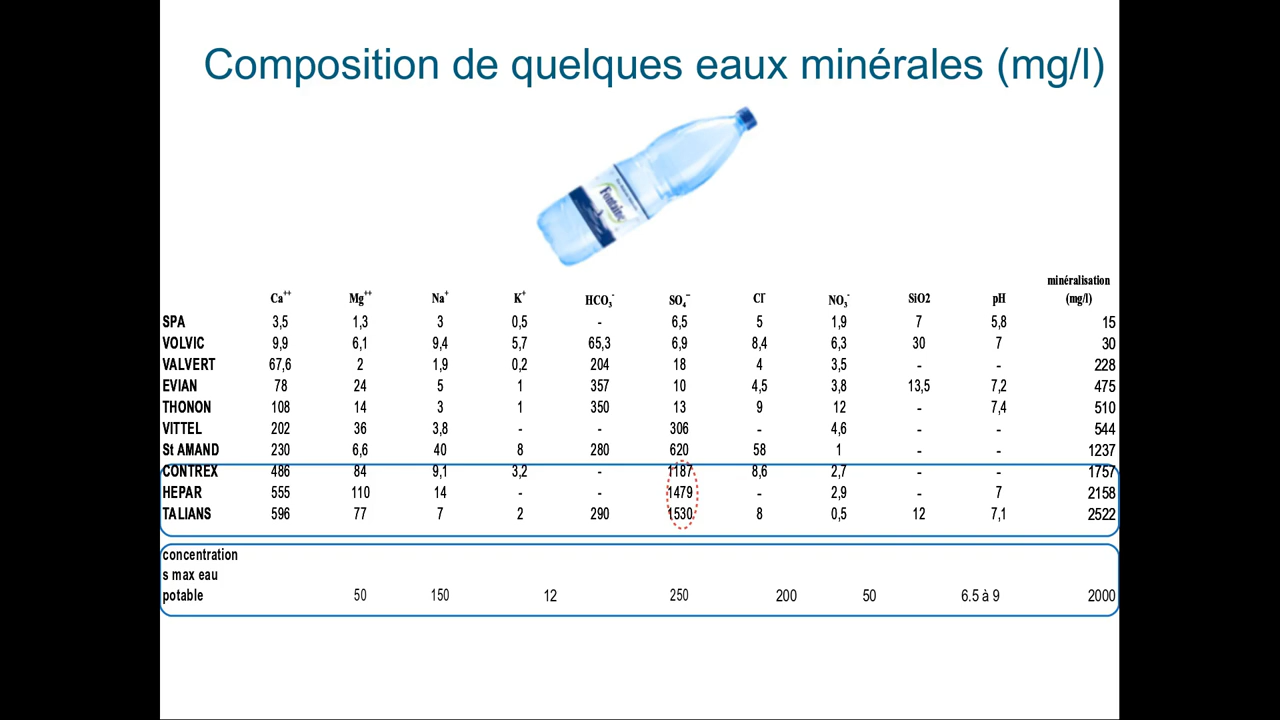 Composition de quelques eaux minérales (mg/l)
Fontaine
minéralisation
Ca++ Mg++ Na+ K+ HCO3- SO4-- Cl- NO3- SiO2 pH (mg/l)
SPA 3,5 1,3 3 0,5 - 6,5 5 1,9 7 5,8 15
VOLVIC 9,9 6,1 9,4 5,7 65,3 6,9 8,4 6,3 30 7 30
VALVERT 67,6 2 1,9 0,2 204 18 4 3,5 - - 228
EVIAN 78 24 5 1 357 10 4,5 3,8 13,5 7,2 475
THONON 108 14 3 1 350 13 9 12 - 7,4 510
VITTEL 202 36 3,8 - - 306 - 4,6 - - 544
St AMAND 230 6,6 40 8 280 620 58 1 - - 1237
CONTREX 486 84 9,1 3,2 - 1187 8,6 2,7 - - 1757
HEPAR 555 110 14 - - 1479 - 2,9 - 7 2158
TALIANS 596 77 7 2 290 1530 8 0,5 12 7,1 2522
concentration
s max eau
potable 50 150 12 250 200 50 6.5 à 9 2000